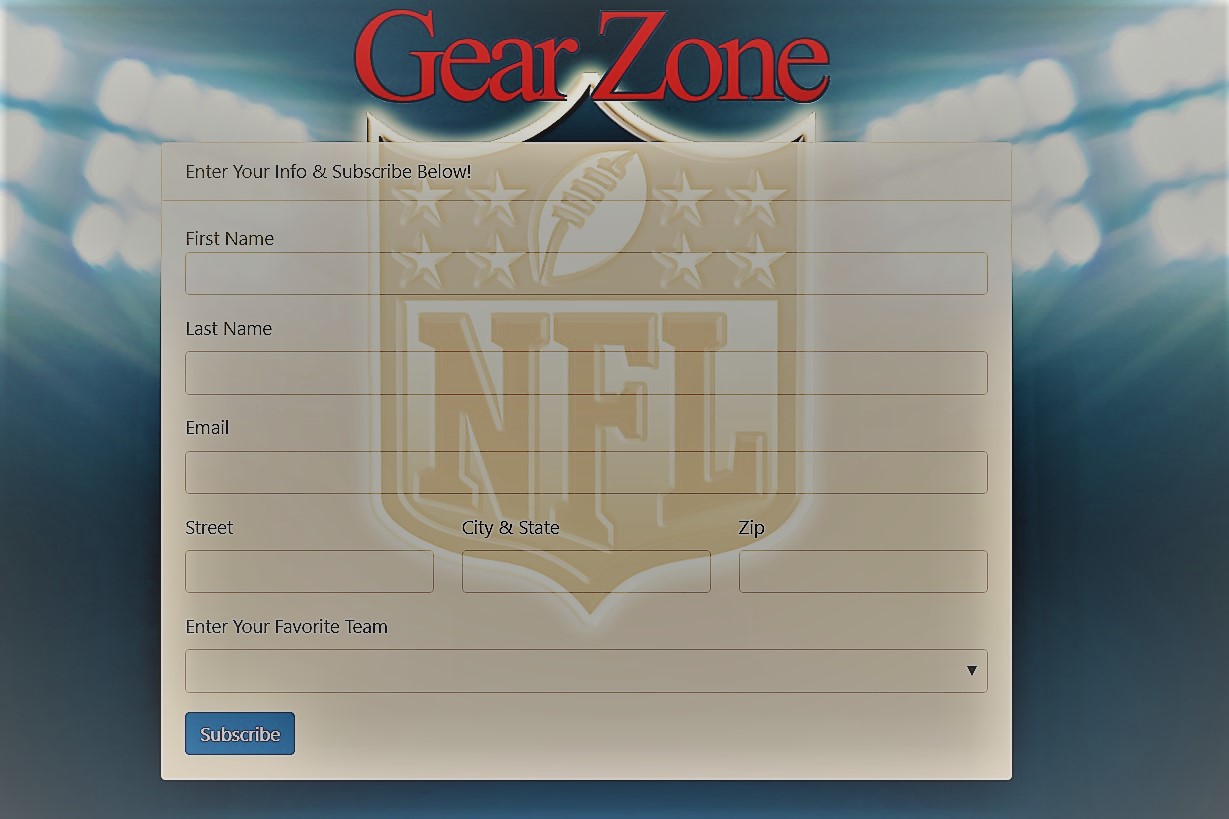 Gear Zone
Enter Your Info & Subscribe Below!
First Name
NFL
Last Name
Email
Street City & State Zip
Enter Your Favorite Team
Subscribe